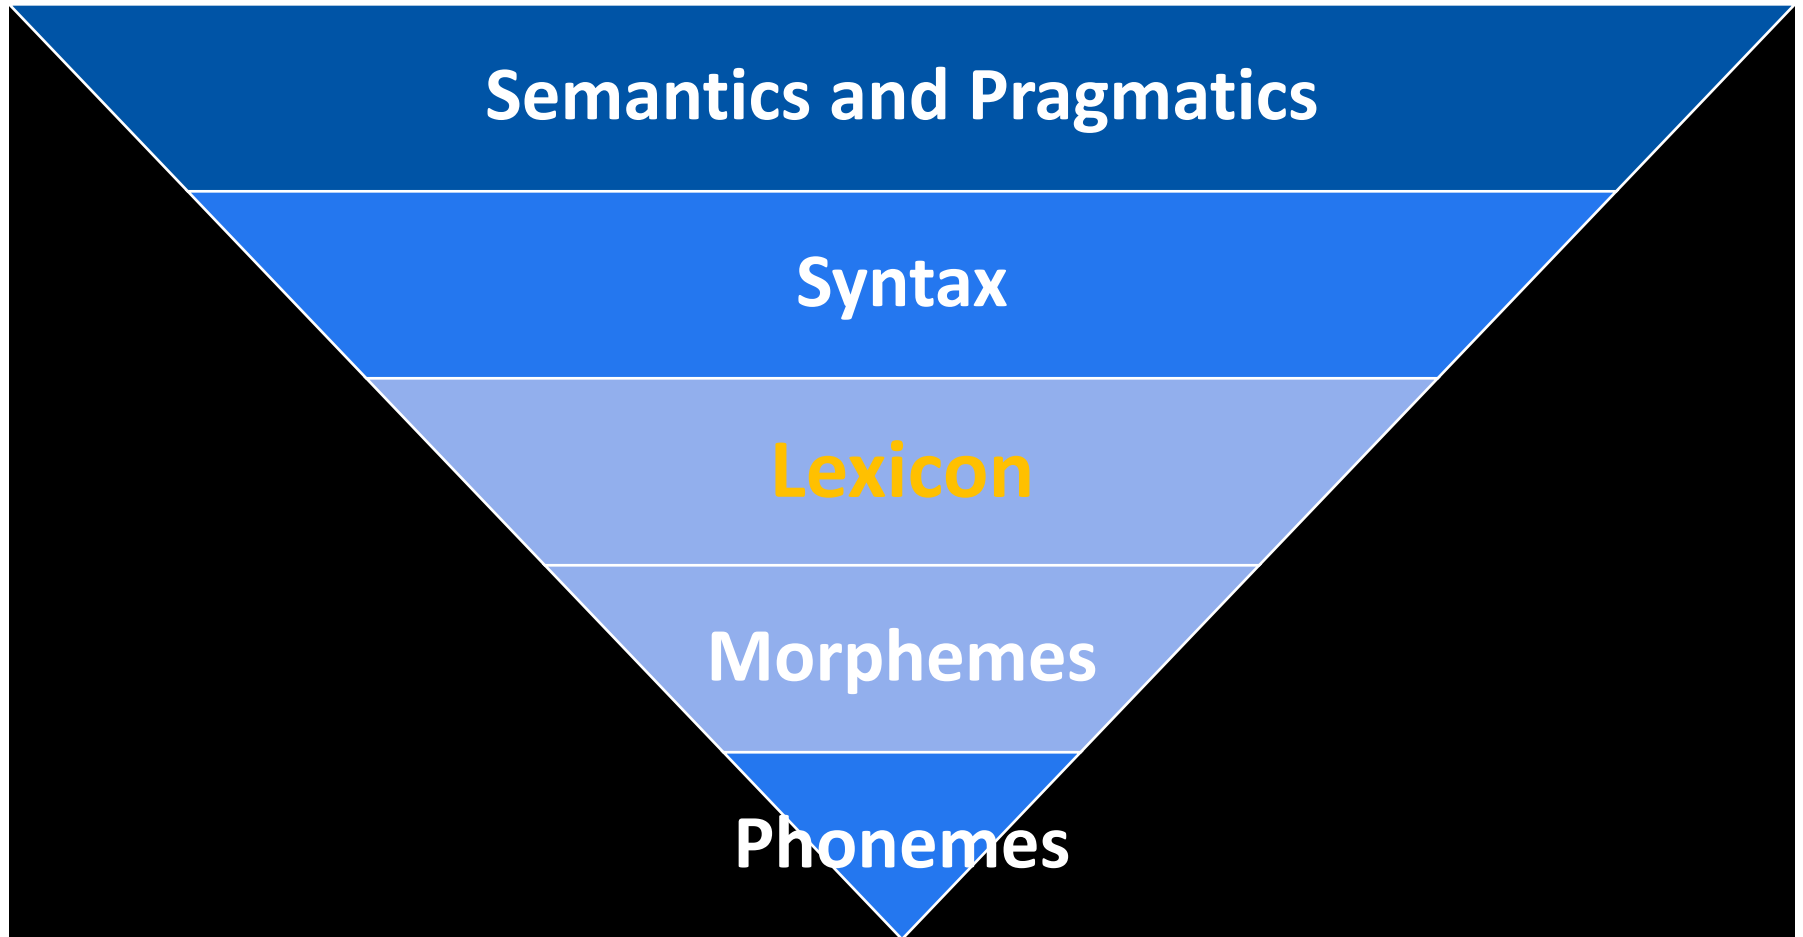 Semantics and Pragmatics
Syntax
Lexicon
Morphemes
Phonemes